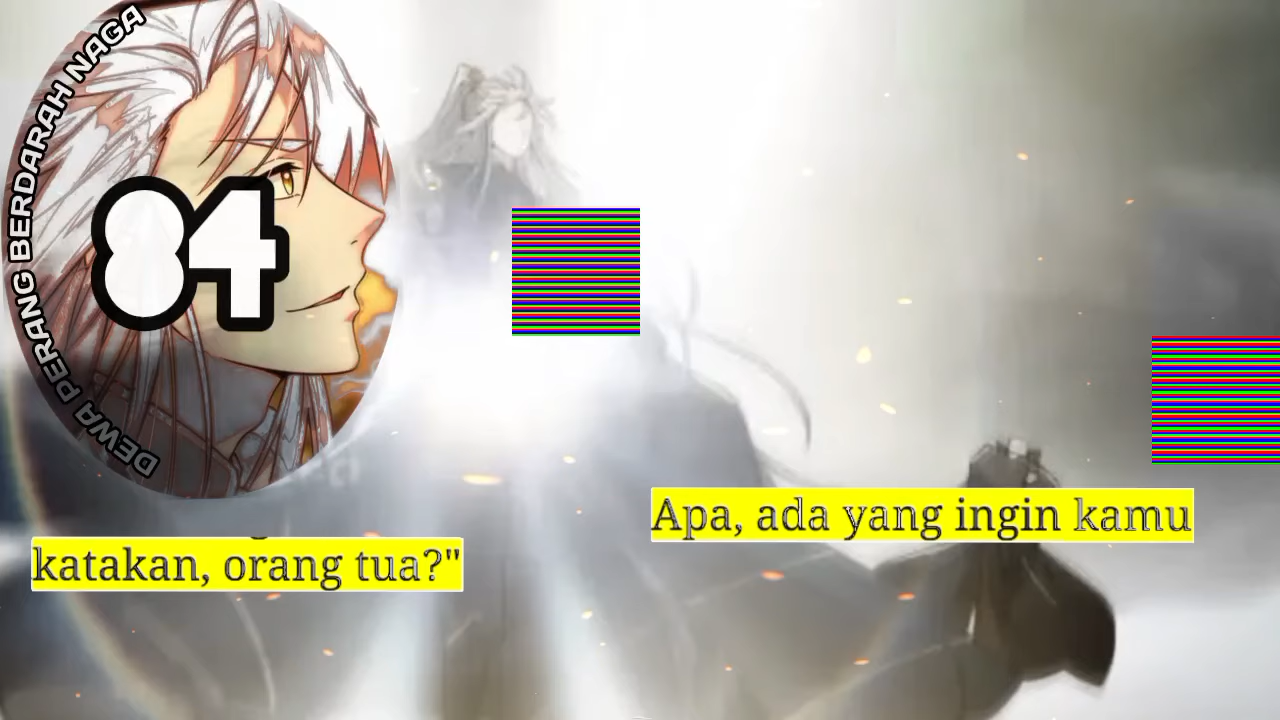 DEWA PERANG BERDARAH NAGA
84
Apa, ada yang ingin kamu
katakan, orang tua?"